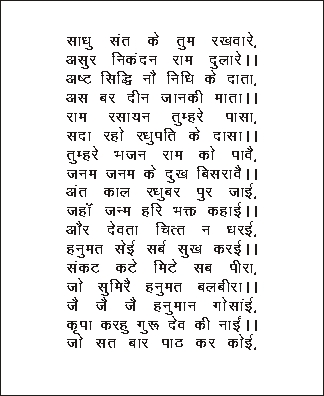 साधु संत के तुम रखवारे,
असुर निकंदन राम दुलारे।।
अष्ट सिद्धि नौ निधि के दाता,
अस बर दीन जानकी माता।।
राम रसायन तुम्हरे पासा,
सदा रहो रघुपति के दासा।।
तुम्हरे भजन राम को पावै,
जनम जनम के दुख बिसरावै।।
अंत काल रघुबर पुर जाई,
जहाँ जन्म हरि भक्त कहाई।।
और देवता चित्त न धरई,
हनुमत सेई सर्ब सुख करई।।
संकट कटे मिटे सब पीरा,
जो सुमिरै हनुमत बलबीरा।।
जै जै जै हनुमान गोसांई,
कृपा करहु गुरू देव की नाईं।।
जो सत बार पाठ कर कोई,